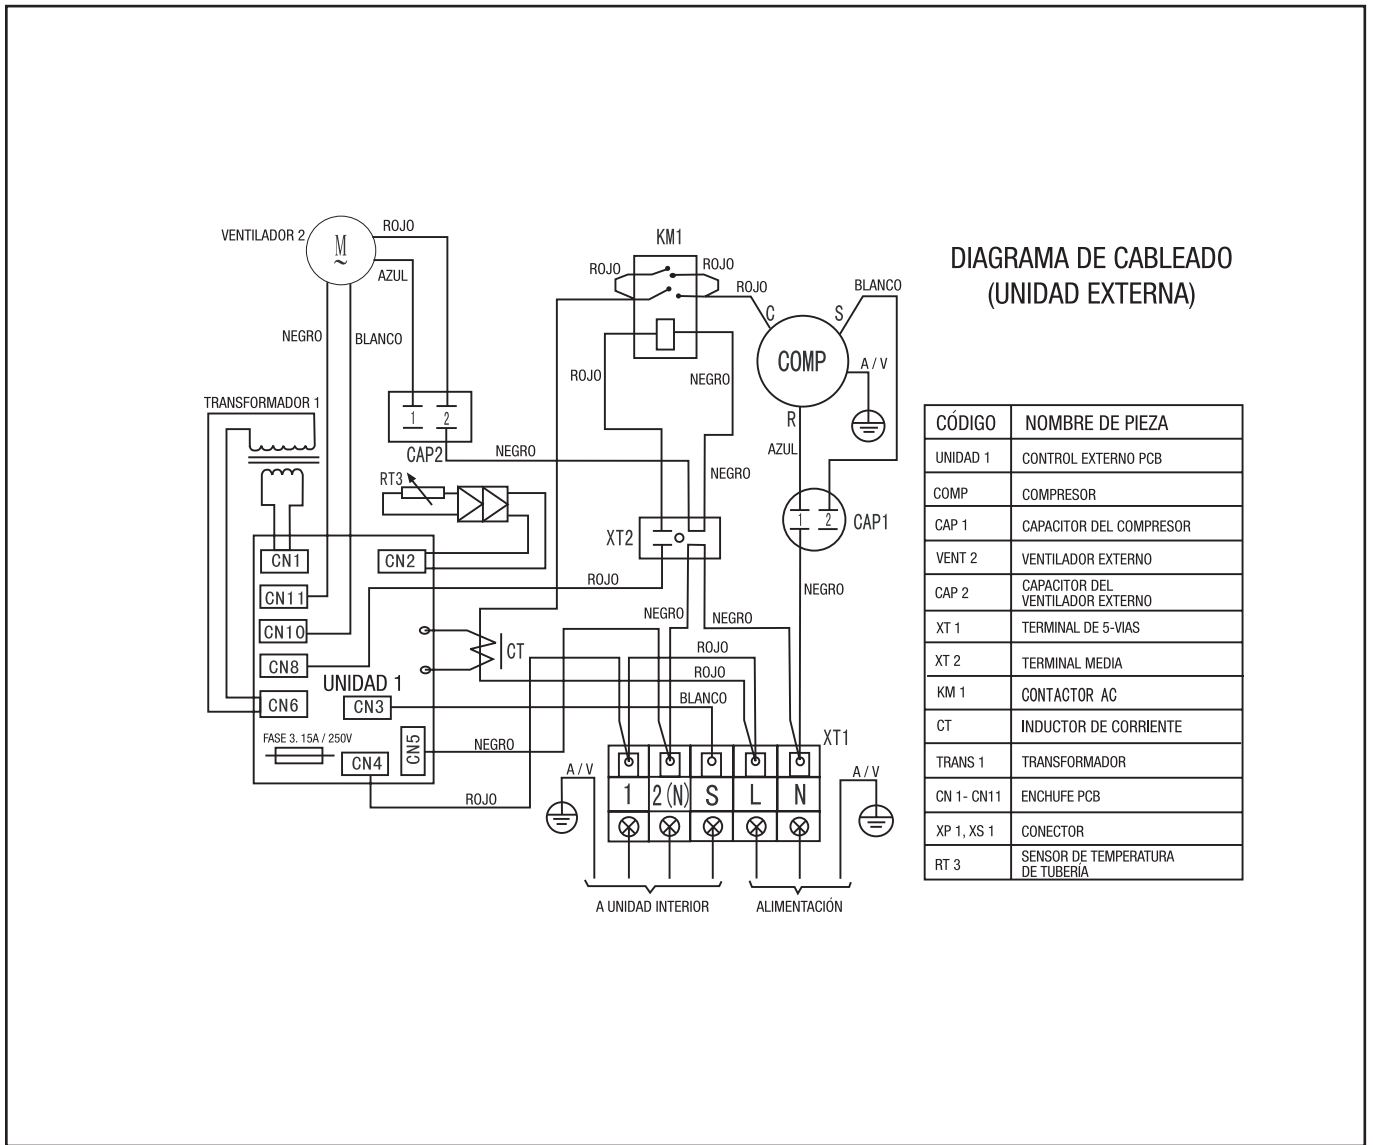 DIAGRAMA DE CABLEADO
(UNIDAD EXTERNA)
VENTILADOR 2
M
~
ROJO
AZUL
NEGRO
BLANCO
TRANSFORMADOR 1
1 2
CAP2
NEGRO
RT3
KM1
ROJO
ROJO
ROJO
ROJO
NEGRO
NEGRO
C
S
BLANCO
COMP
A / V
R
AZUL
1 2
CAP1
NEGRO
XT2
ROJO
NEGRO
NEGRO
CN1
CN2
CN11
CN10
CN8
CN6
UNIDAD 1
CN3
FASE 3. 15A / 250V
CN4
CN5
CT
ROJO
ROJO
BLANCO
NEGRO
ROJO
XT1
A / V
A / V
1 2(N) S L N
A UNIDAD INTERIOR
ALIMENTACIÓN
CÓDIGO NOMBRE DE PIEZA
UNIDAD 1 CONTROL EXTERNO PCB
COMP COMPRESOR
CAP 1 CAPACITOR DEL COMPRESOR
VENT 2 VENTILADOR EXTERNO
CAP 2 CAPACITOR DEL
VENTILADOR EXTERNO
XT 1 TERMINAL DE 5-VIAS
XT 2 TERMINAL MEDIA
KM 1 CONTACTOR AC
CT INDUCTOR DE CORRIENTE
TRANS 1 TRANSFORMADOR
CN 1- CN11 ENCHUFE PCB
XP 1, XS 1 CONECTOR
RT 3 SENSOR DE TEMPERATURA
DE TUBERÍA